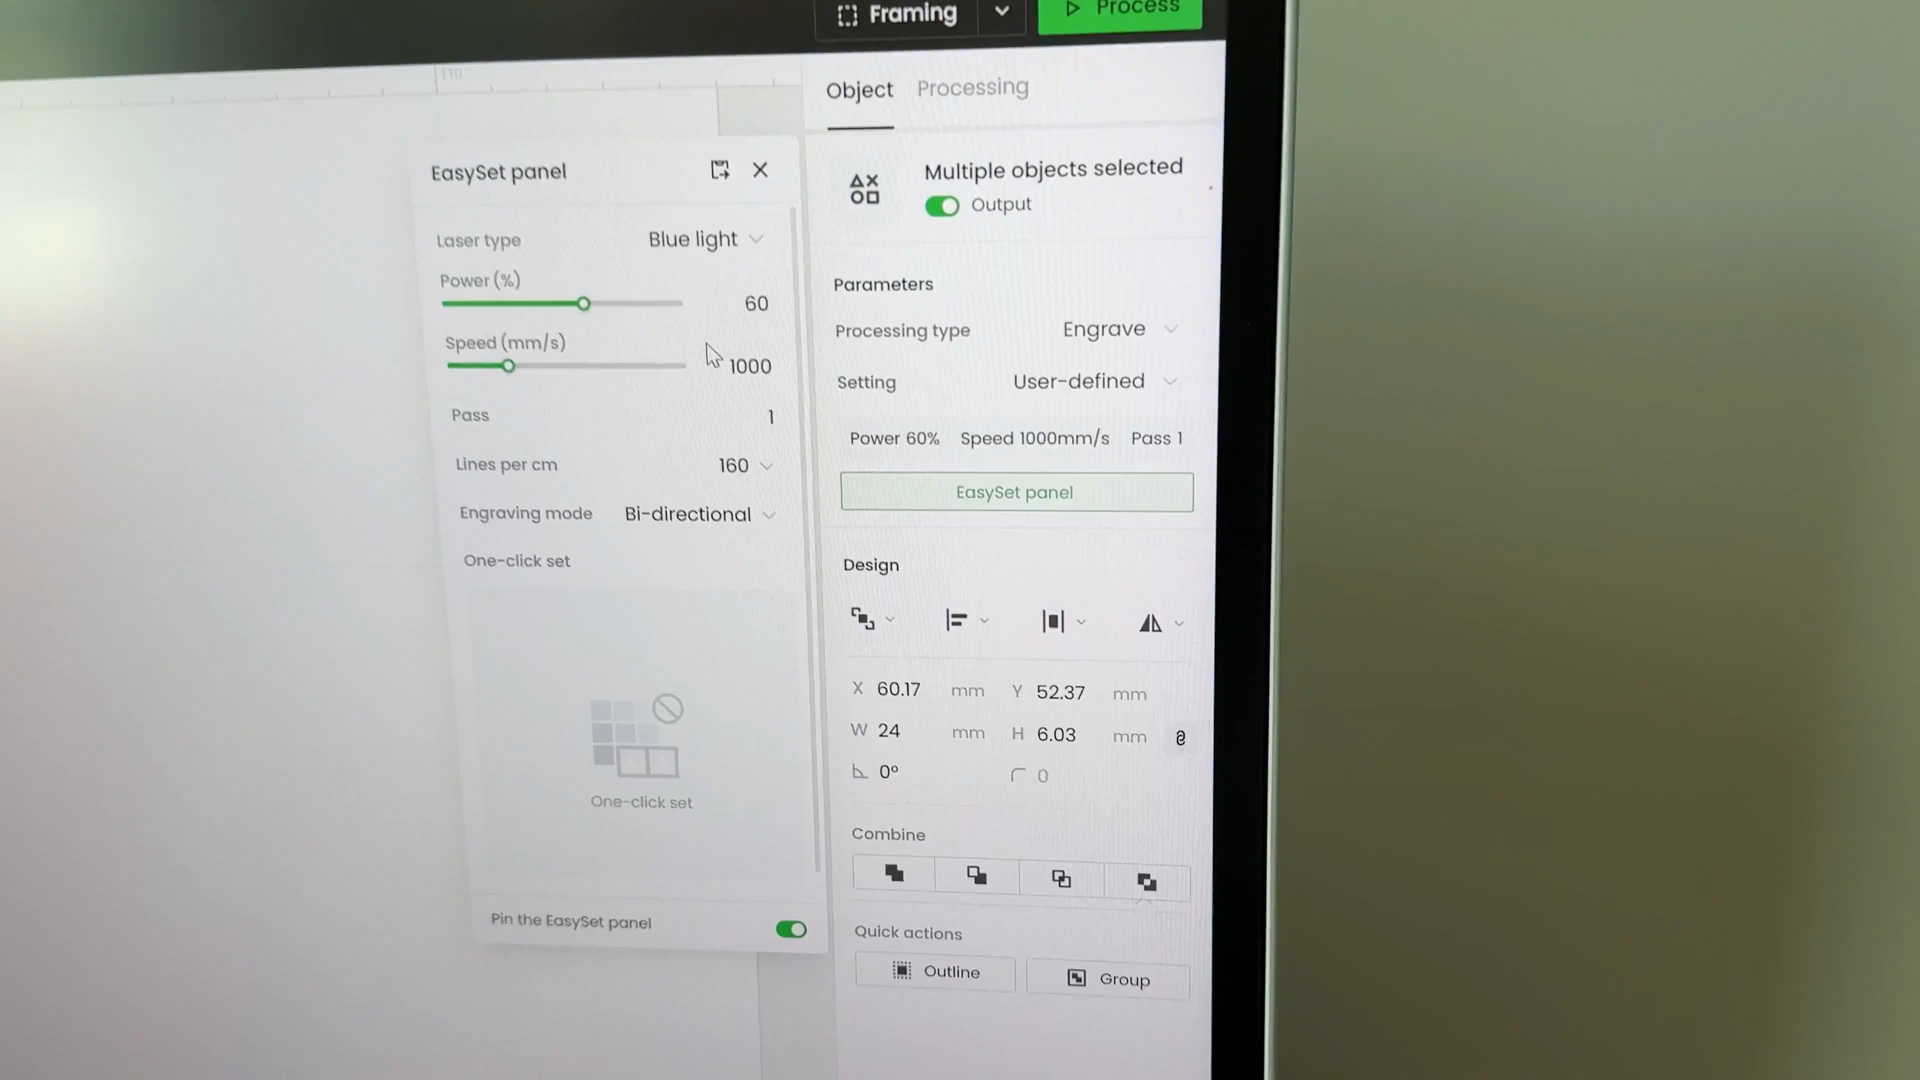 Framing
Process
110
Object Processing
EasySet panel
Multiple objects selected
Output
Laser type Blue light
Power (%)
60
Speed (mm/s)
1000
Pass 1
Lines per cm 160
Engraving mode Bi-directional
One-click set
One-click set
Pin the EasySet panel
Parameters
Processing type Engrave
Setting User-defined
Power 60% Speed 1000mm/s Pass 1
EasySet panel
Design
X 60.17 mm Y 52.37 mm
W 24 mm H 6.03 mm
0° 0
Combine
Quick actions
Outline Group